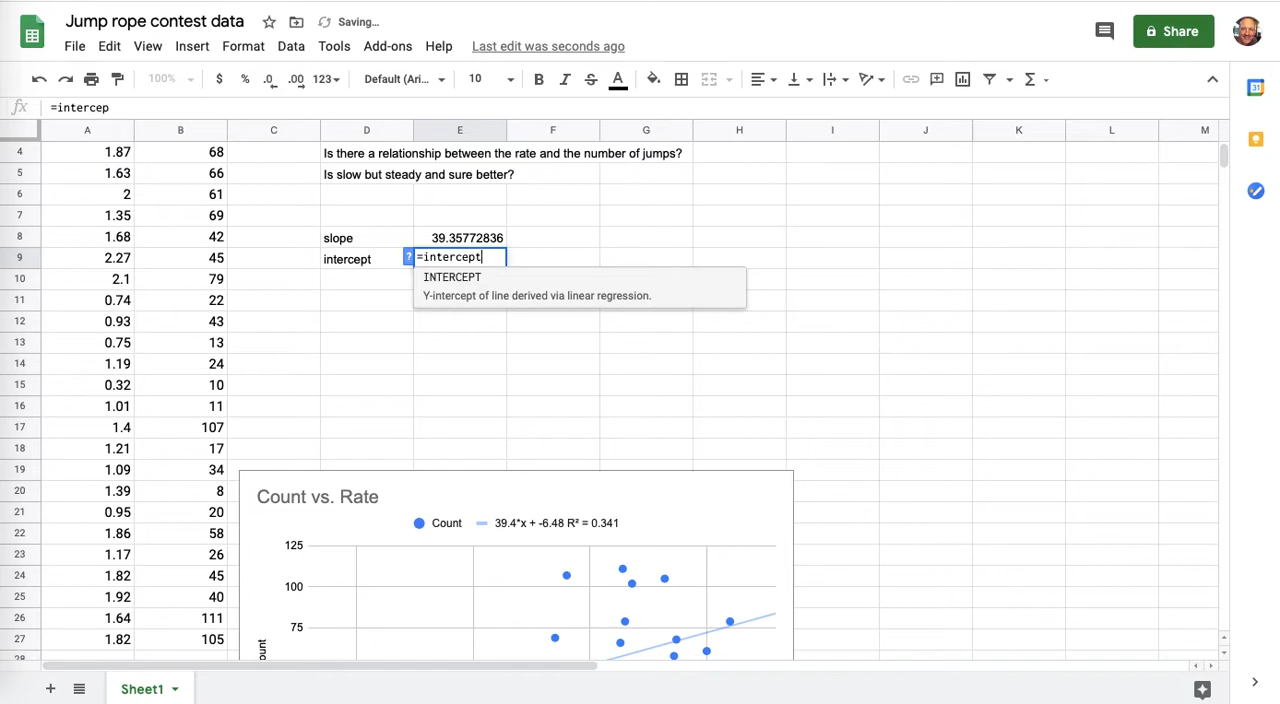 Jump rope contest data Saving...
File Edit View Insert Format Data Tools Add-ons Help Last edit was seconds ago
Share
100% $ % .0 .00 123 Default (Ari... 10 B I S A Σ
31
fx =intercep
A B C D E F G H I J K L M
4 1.87 68 Is there a relationship between the rate and the number of jumps?
5 1.63 66 Is slow but steady and sure better?
6 2 61
7 1.35 69
8 1.68 42 slope 39.35772836
9 2.27 45 intercept ? =intercept
10 2.1 79
INTERCEPT
Y-intercept of line derived via linear regression.
11 0.74 22
12 0.93 43
13 0.75 13
14 1.19 24
15 0.32 10
16 1.01 11
17 1.4 107
18 1.21 17
19 1.09 34
20 1.39 8
21 0.95 20
22 1.86 58
23 1.17 26
24 1.82 45
25 1.92 40
26 1.64 111
27 1.82 105
28
Count vs. Rate
Count 39.4*x + -6.48 R² = 0.341
125
100
75
ount
Sheet1